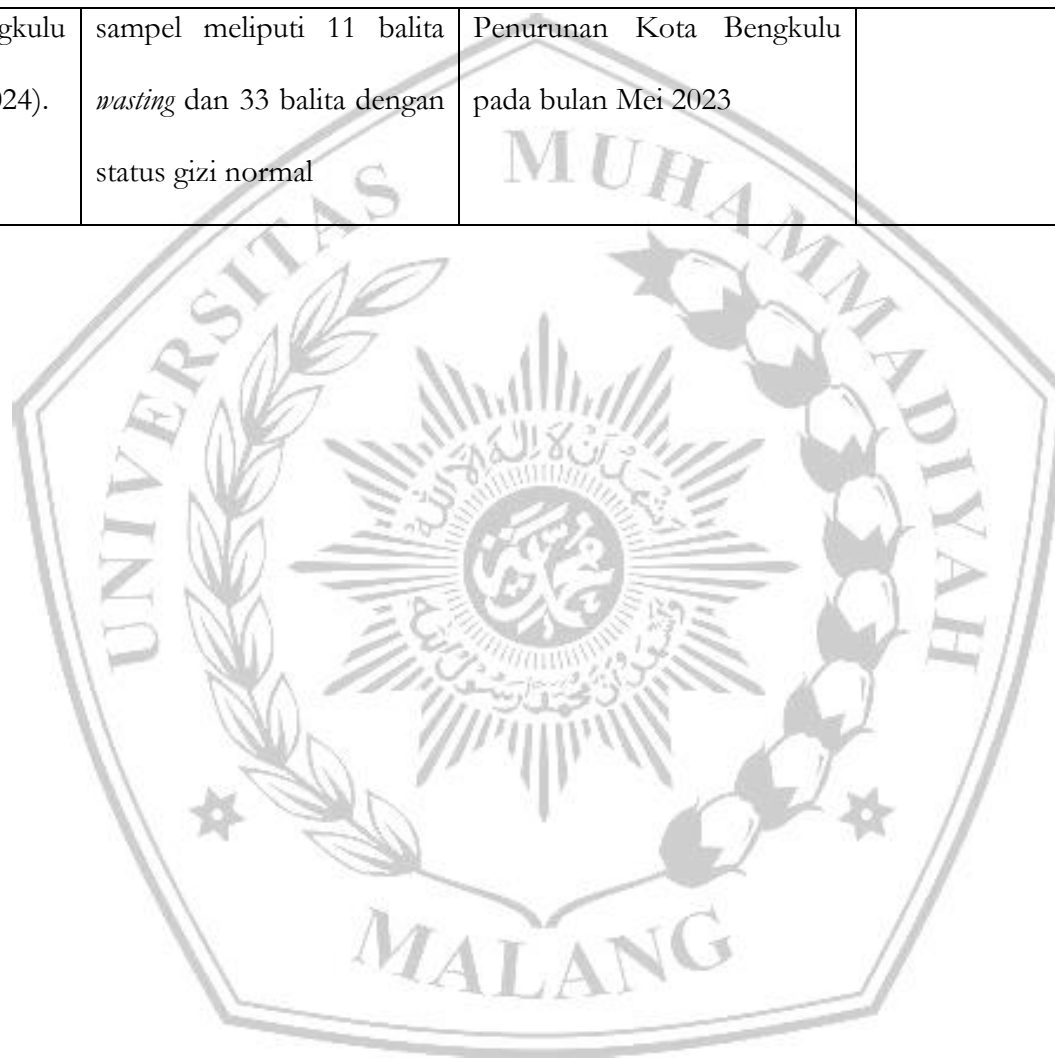 gkulu sampel meliputi 11 balita Penurunan Kota Bengkulu
024). wasting dan 33 balita dengan pada bulan Mei 2023
status gizi normal
UNIVERSITAS MUHAMMADIYAH
MALANG